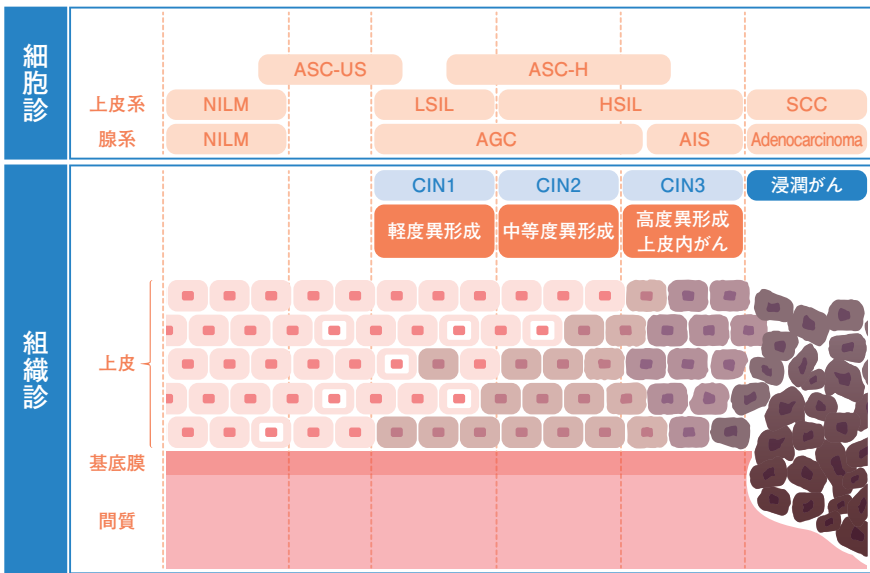 細胞診
ASC-US
ASC-H
上皮系
NILM
LSIL
HSIL
SCC
腺系
NILM
AGC
AIS
Adenocarcinoma
組織診
CIN1
CIN2
CIN3
浸潤がん
軽度異形成
中等度異形成
高度異形成
上皮内がん
上皮
基底膜
間質